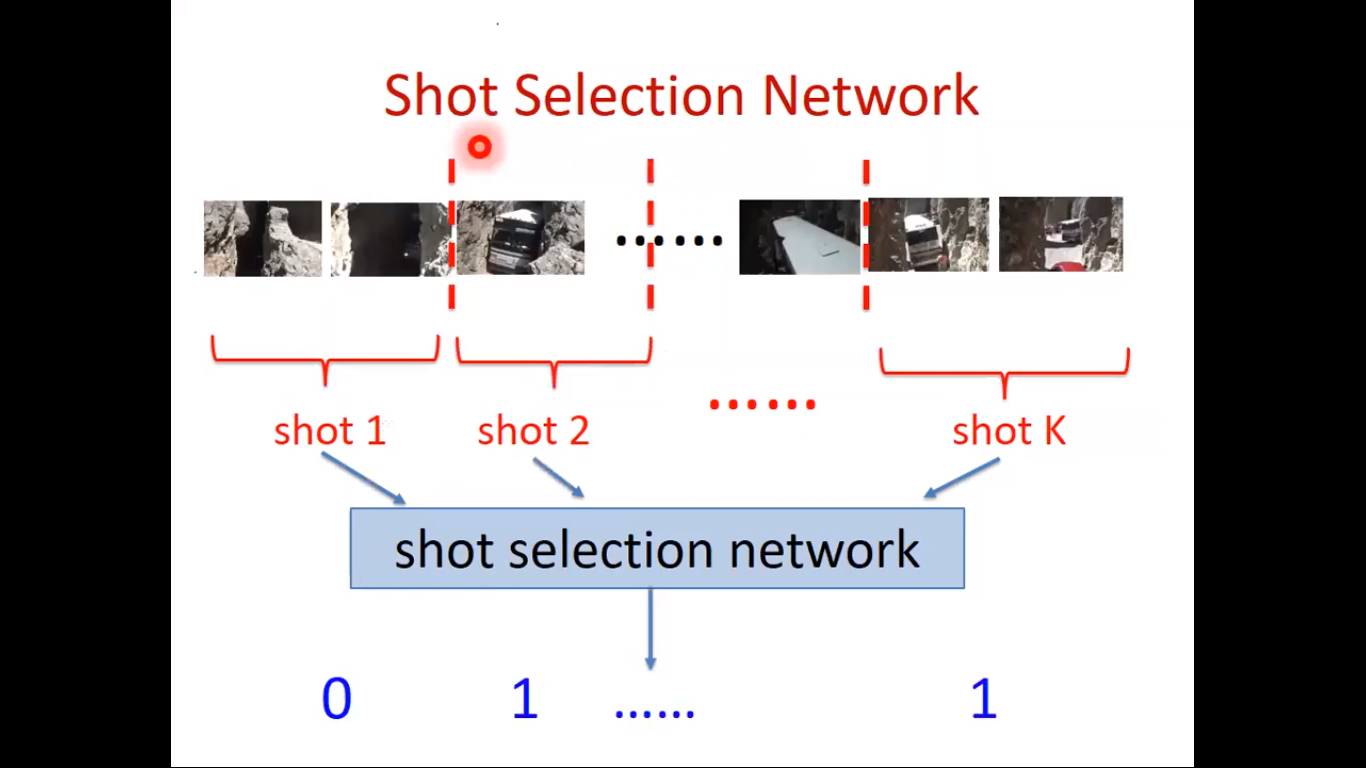 Shot Selection Network
......
......
shot 1 shot 2 shot K
shot selection network
0 1 ...... 1